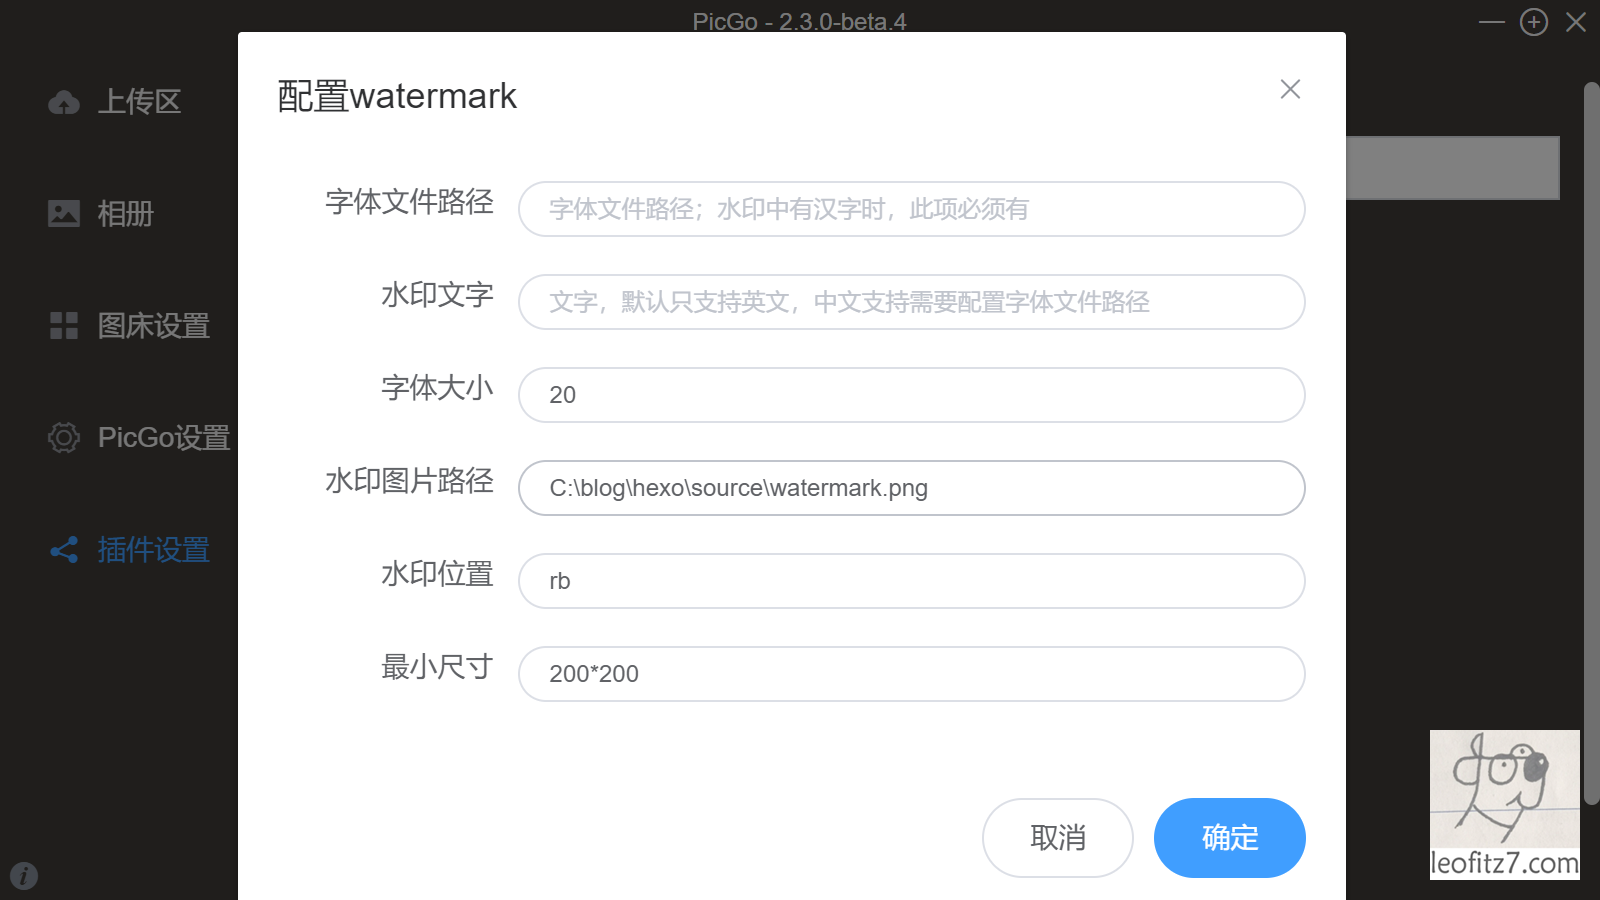 PicGo - 2.3.0-beta.4
上传区
相册
图床设置
PicGo设置
插件设置
配置watermark
字体文件路径
字体文件路径；水印中有汉字时，此项必须有
水印文字
文字，默认只支持英文，中文支持需要配置字体文件路径
字体大小
20
水印图片路径
C:\blog\hexo\source\watermark.png
水印位置
rb
最小尺寸
200*200
取消
确定
leofitz7.com